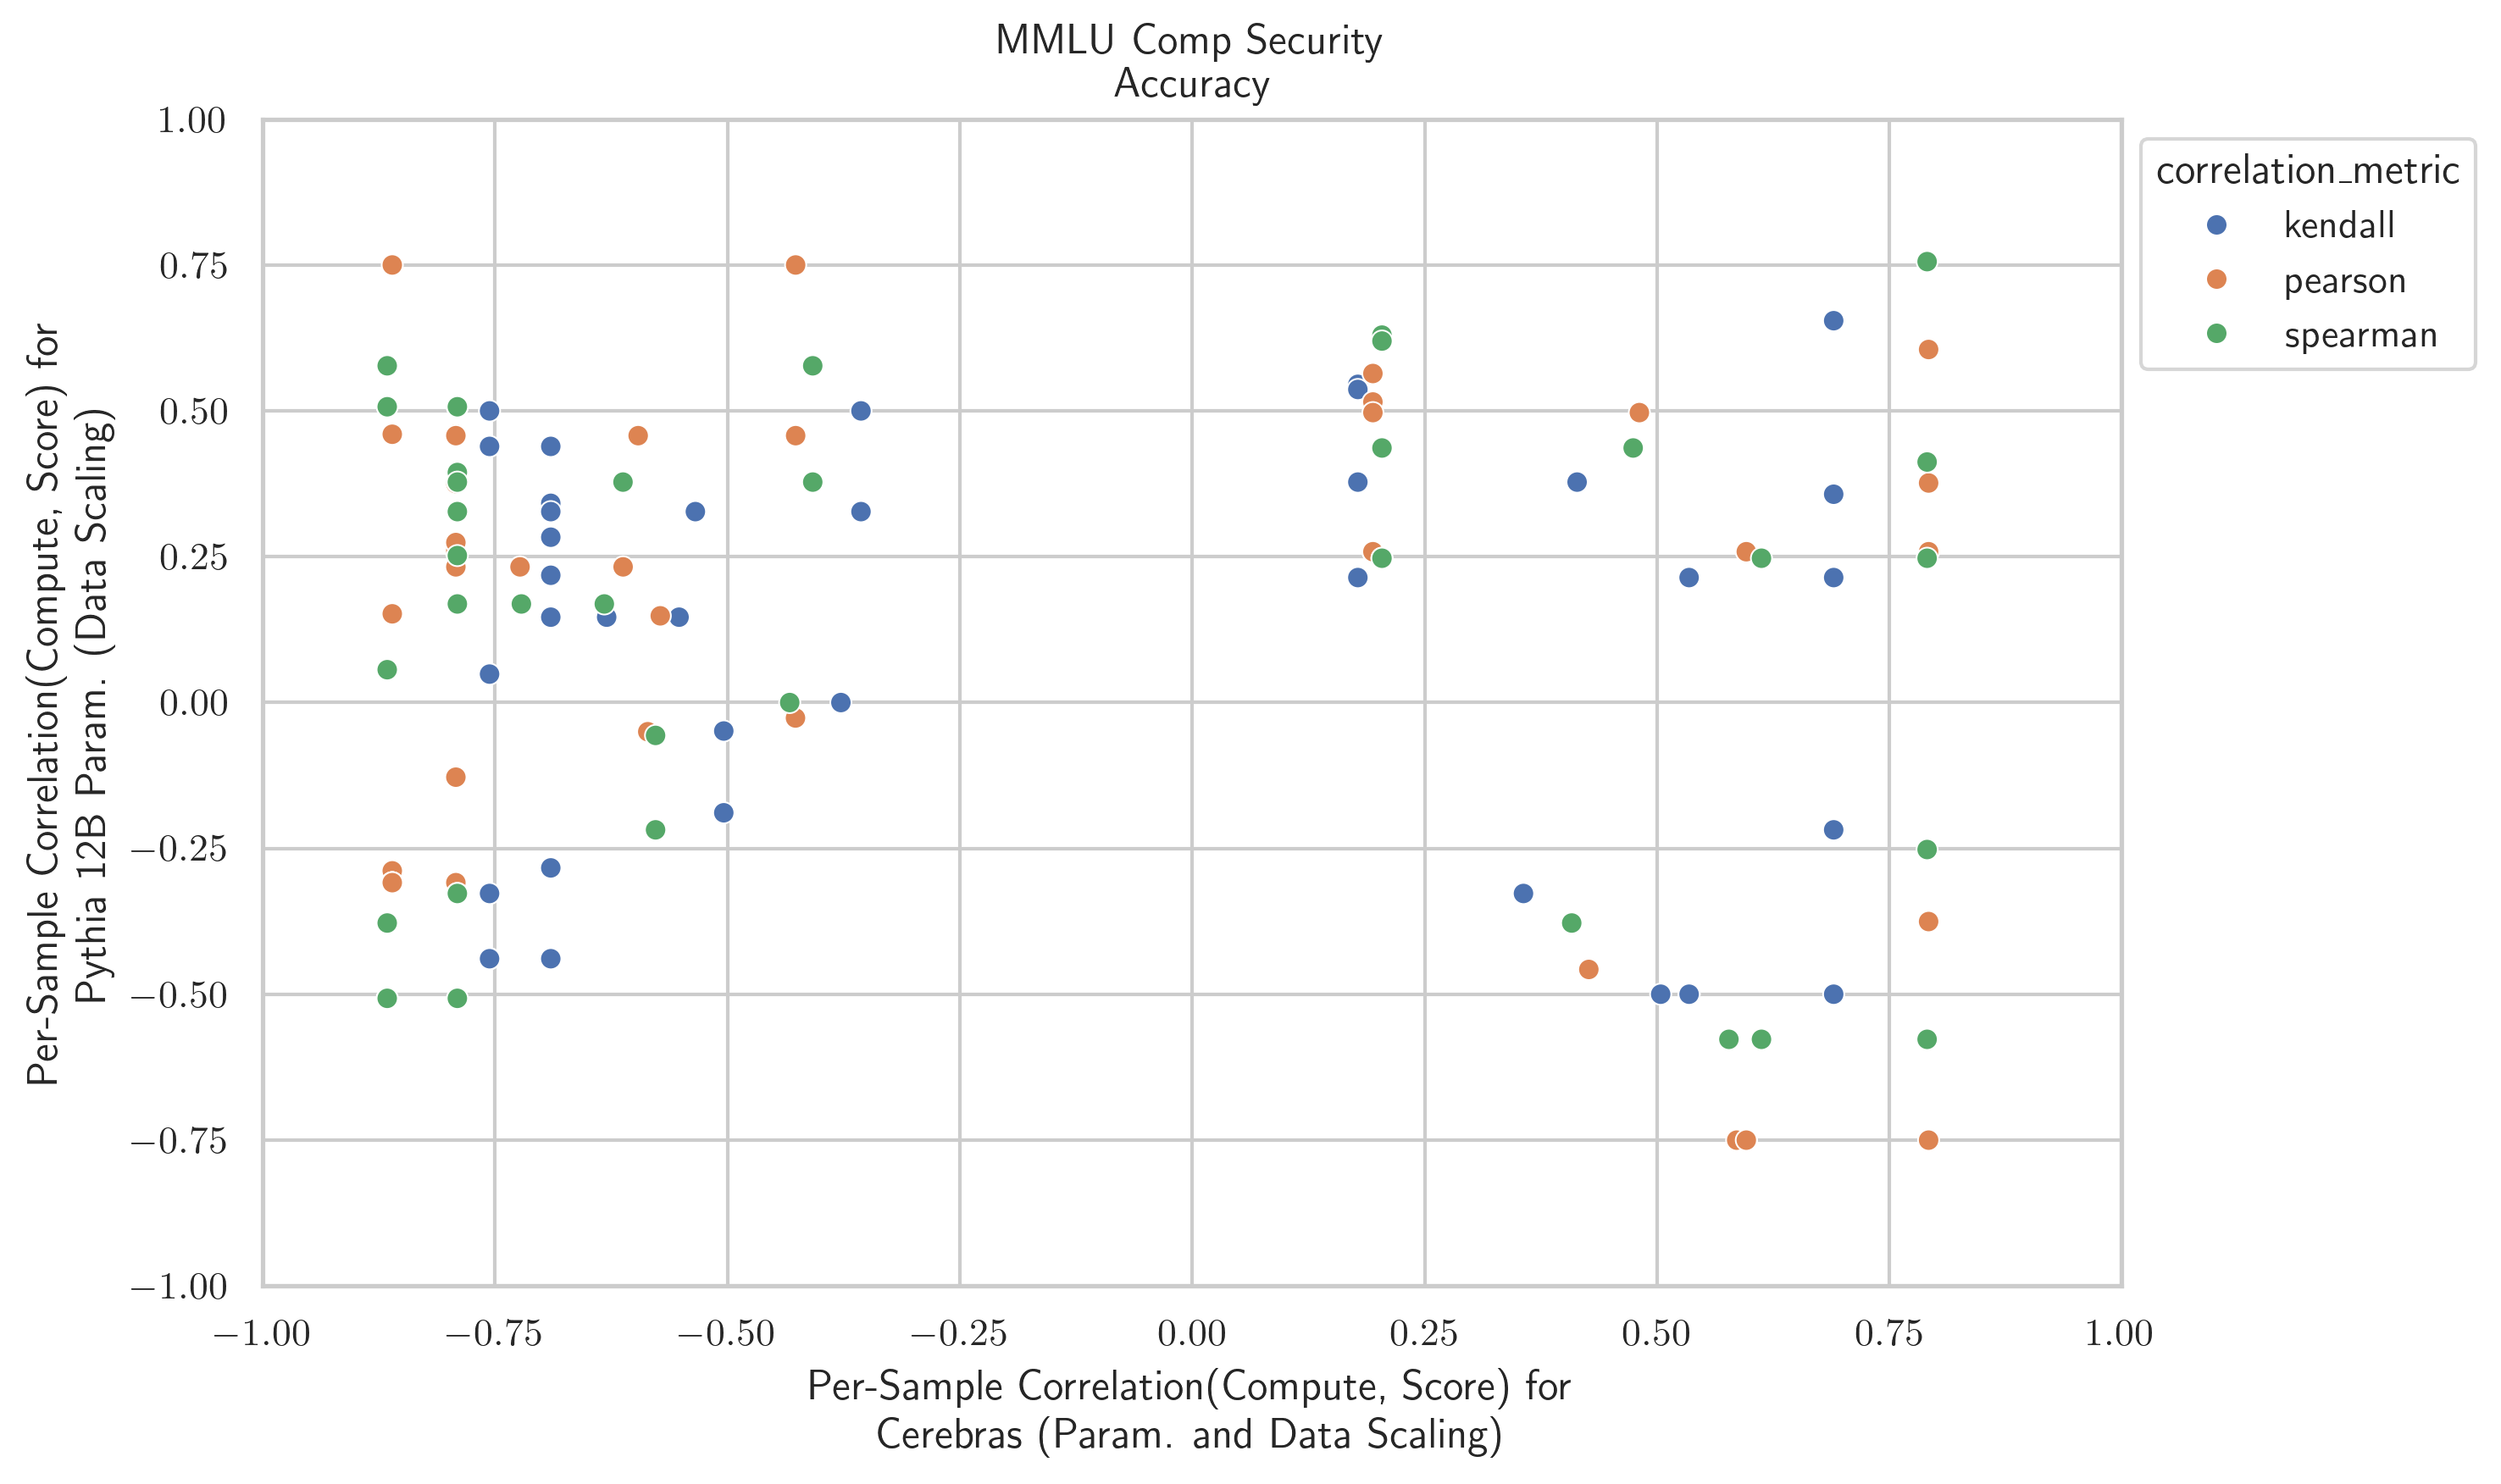 MMLU Comp Security
Accuracy
Per-Sample Correlation(Compute, Score) for
Pythia 12B Param. (Data Scaling)
1.00
0.75
0.50
0.25
0.00
−0.25
−0.50
−0.75
−1.00
−1.00 −0.75 −0.50 −0.25 0.00 0.25 0.50 0.75 1.00
Per-Sample Correlation(Compute, Score) for
Cerebras (Param. and Data Scaling)
correlation_metric
kendall
pearson
spearman